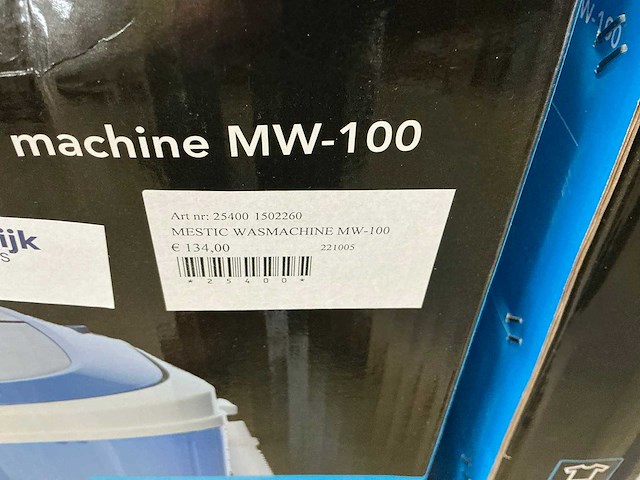 machine MW-100
Art nr: 25400 1502260
MESTIC WASMACHINE MW-100
€ 134,00 221005
*25400*
ijk
S